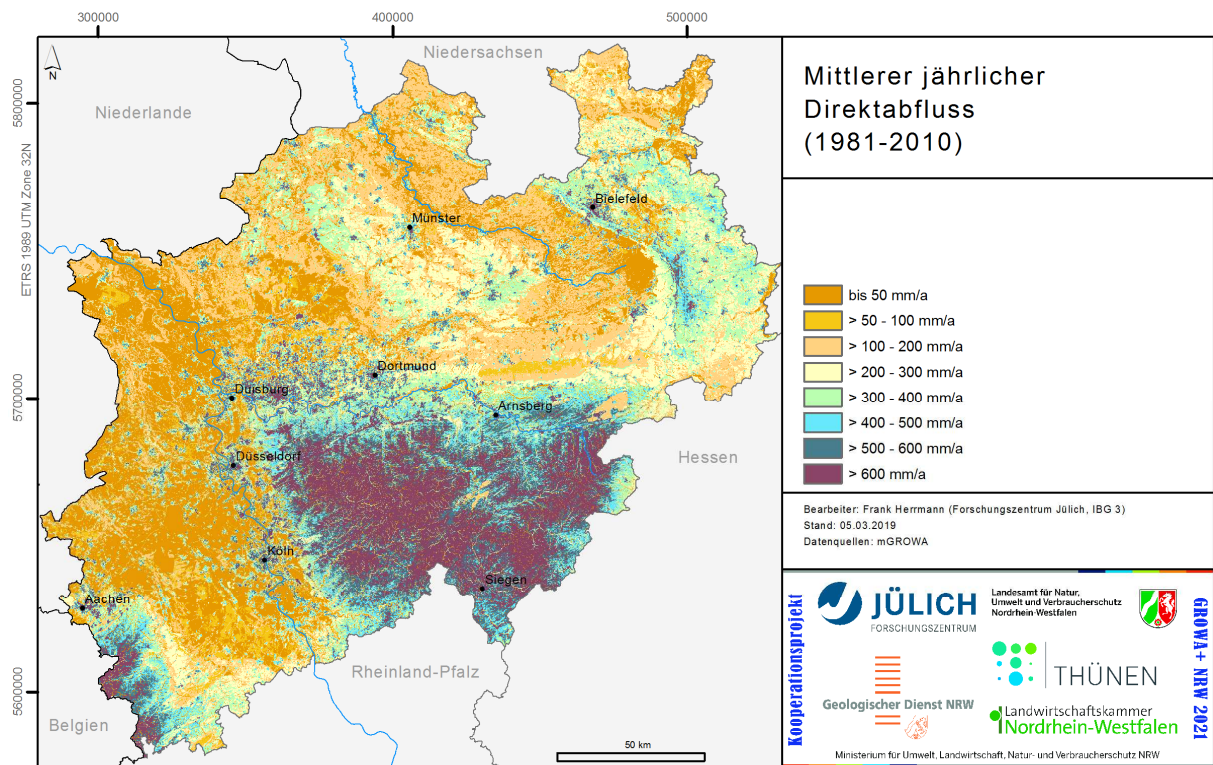 300000
400000
500000
5800000
5700000
5600000
ETRS 1989 UTM Zone 32N
N
Niedersachsen
Niederlande
Bielefeld
Münster
Dortmund
Duisburg
Arnsberg
Düsseldorf
Hessen
Köln
Siegen
Aachen
Rheinland-Pfalz
Belgien
50 km
Mittlerer jährlicher
Direktabfluss
(1981-2010)
bis 50 mm/a
> 50 - 100 mm/a
> 100 - 200 mm/a
> 200 - 300 mm/a
> 300 - 400 mm/a
> 400 - 500 mm/a
> 500 - 600 mm/a
> 600 mm/a
Bearbeiter: Frank Herrmann (Forschungszentrum Jülich, IBG 3)
Stand: 05.03.2019
Datenquellen: mGROWA
Kooperationsprojekt
JÜLICH
FORSCHUNGSZENTRUM
Landesamt für Natur,
Umwelt und Verbraucherschutz
Nordrhein-Westfalen
THÜNEN
Geologischer Dienst NRW
Landwirtschaftskammer
Nordrhein-Westfalen
GROWA+ NRW 2021
Ministerium für Umwelt, Landwirtschaft, Natur- und Verbraucherschutz NRW